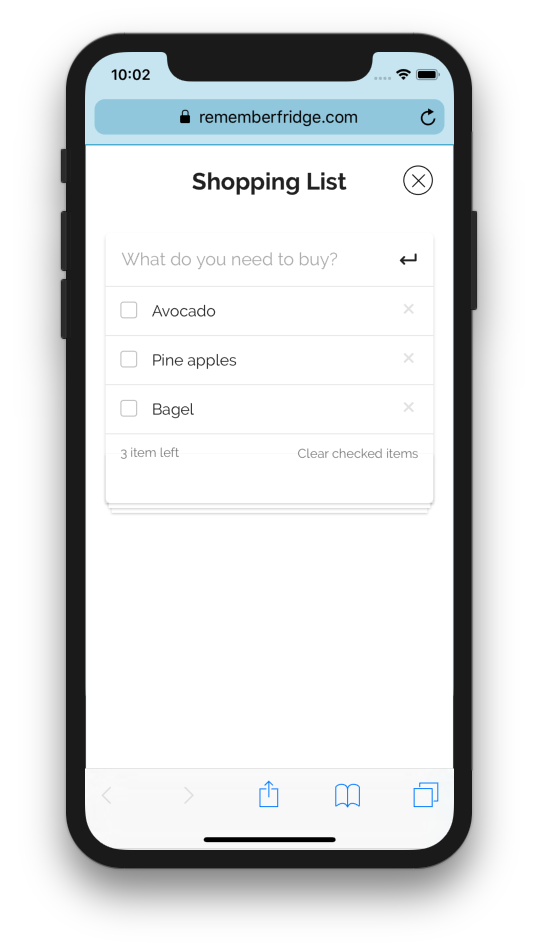 10:02
rememberfridge.com
Shopping List
What do you need to buy?
Avocado
Pine apples
Bagel
3 item left
Clear checked items